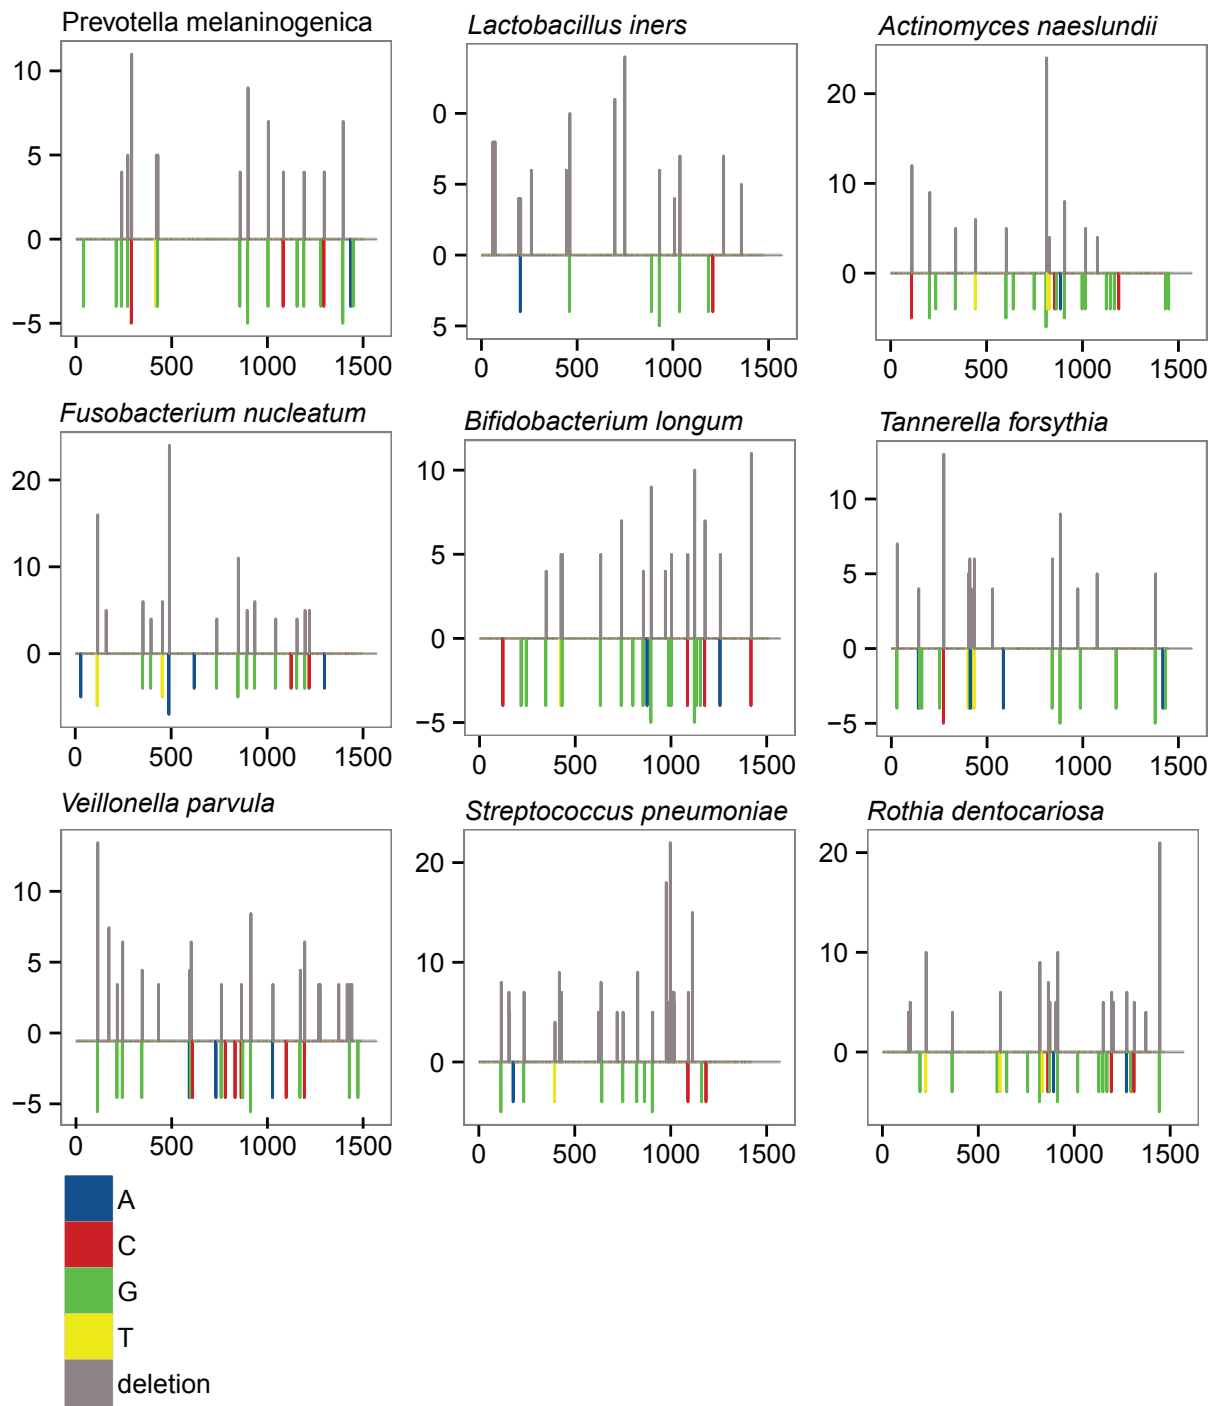 Prevotella melaninogenica
Lactobacillus iners
Actinomyces naeslundii
10
5
0
−5
0 500 1000 1500
0
5
0
5
0 500 1000 1500
20
10
0
0 500 1000 1500
Fusobacterium nucleatum
Bifidobacterium longum
Tannerella forsythia
20
10
0
0 500 1000 1500
10
5
0
−5
0 500 1000 1500
10
5
0
−5
0 500 1000 1500
Veillonella parvula
Streptococcus pneumoniae
Rothia dentocariosa
10
5
0
−5
0 500 1000 1500
20
10
0
0 500 1000 1500
20
10
0
0 500 1000 1500
A
C
G
T
deletion